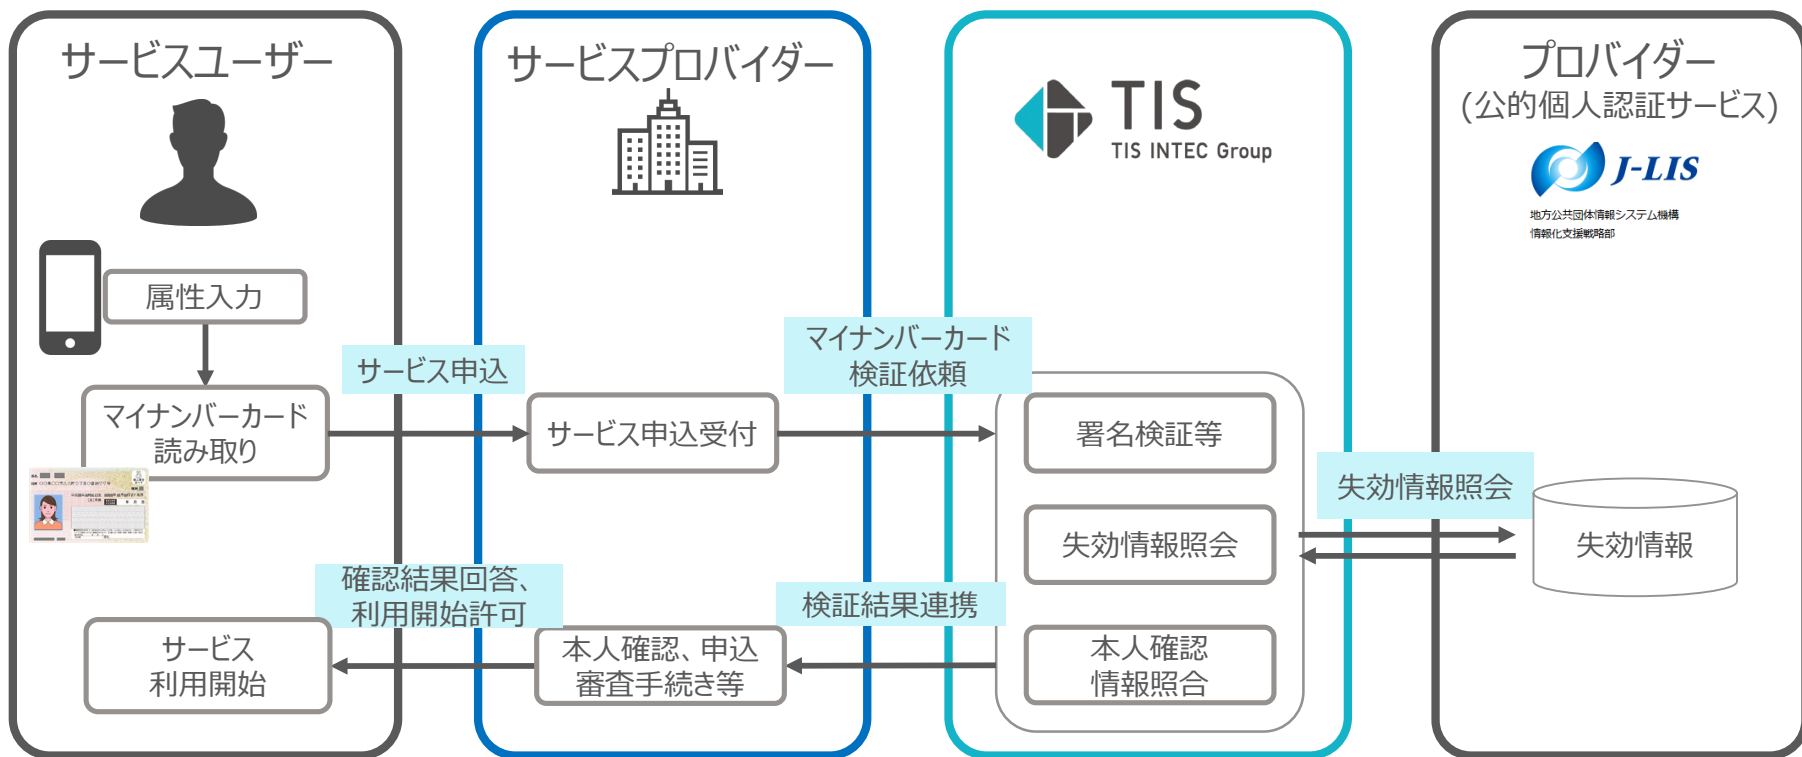 サービスユーザー
サービスプロバイダー
TIS
TIS INTEC Group
プロバイダー
(公的個人認証サービス)
J-LIS
地方公共団体情報システム機構
情報化支援戦略部
属性入力
サービス申込
マイナンバーカード
検証依頼
マイナンバーカード
読み取り
サービス申込受付
署名検証等
失効情報照会
失効情報照会
失効情報
確認結果回答、
利用開始許可
検証結果連携
サービス
利用開始
本人確認、申込
審査手続き等
本人確認
情報照合